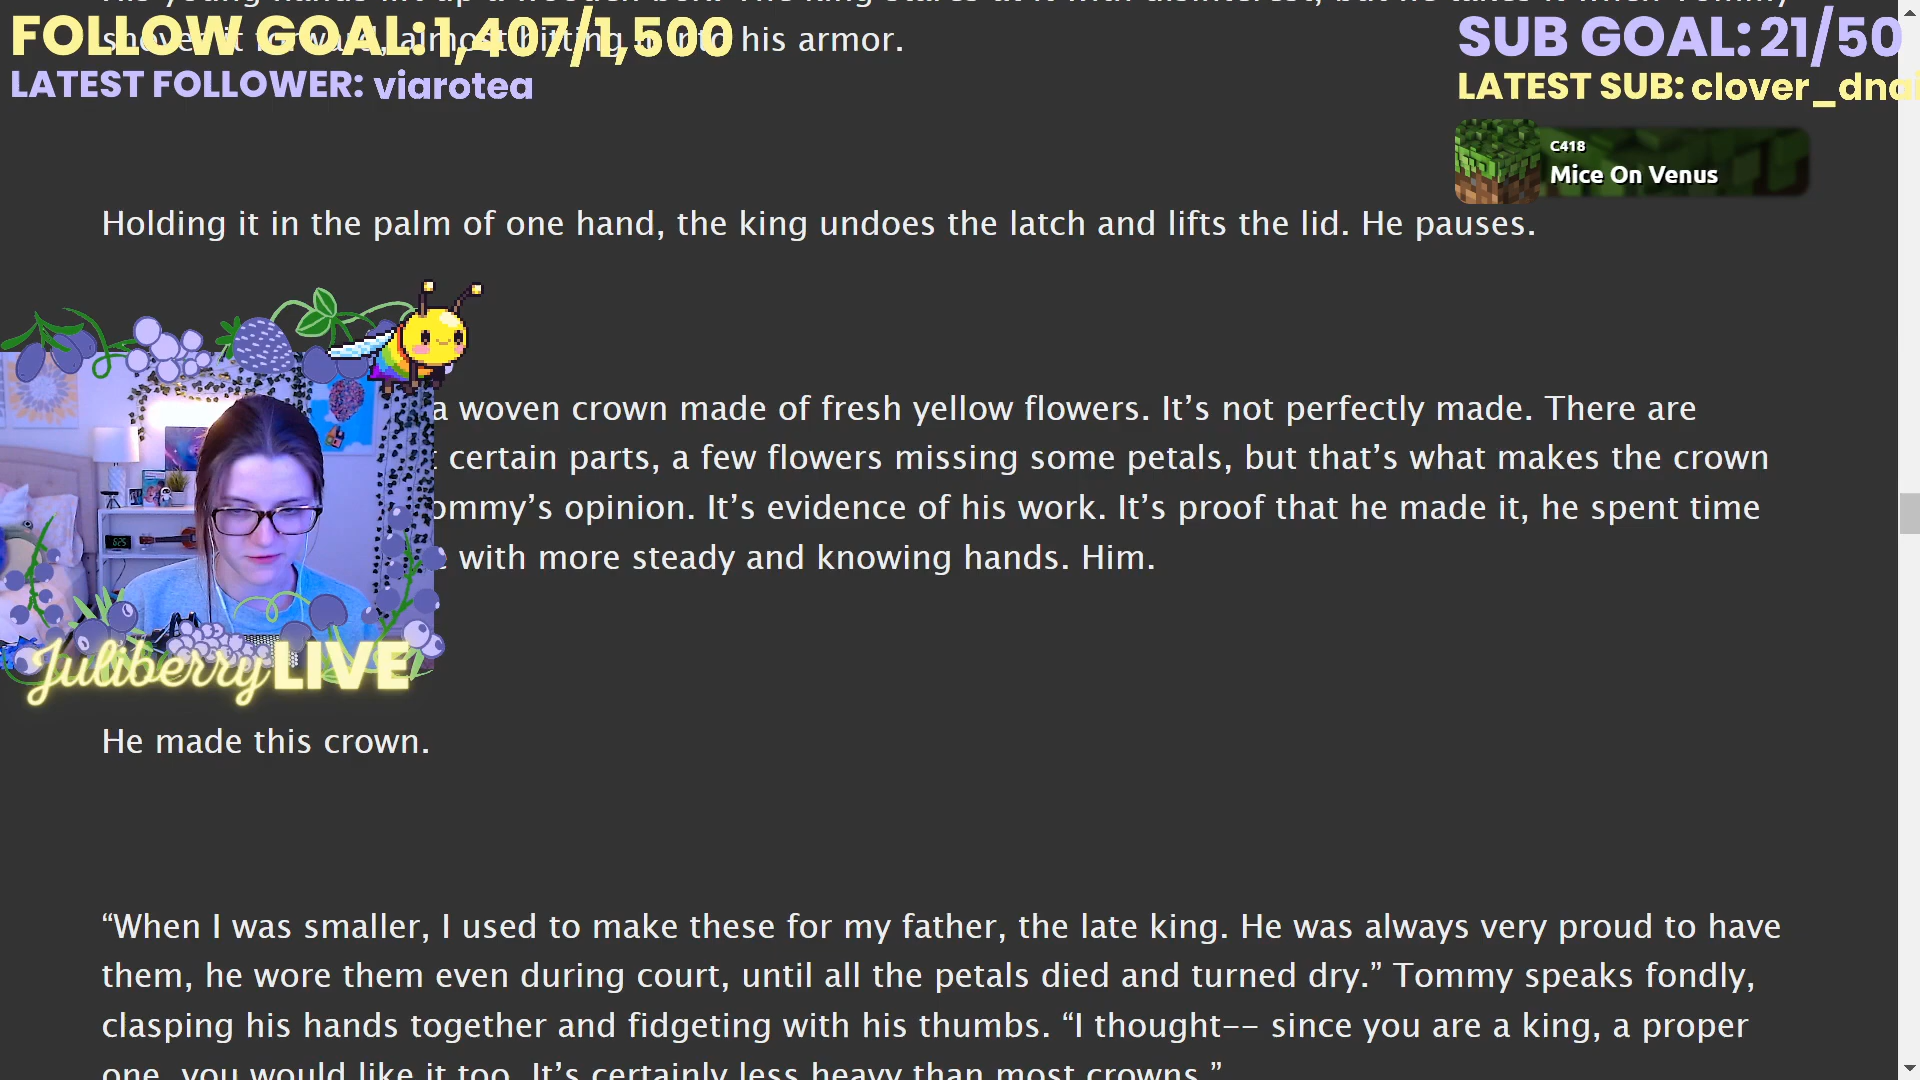 FOLLOW GOAL: 1,407/1,500
LATEST FOLLOWER: viarotea
SUB GOAL: 21/50
LATEST SUB: clover_dnai
C418
Mice On Venus
his armor.
Holding it in the palm of one hand, the king undoes the latch and lifts the lid. He pauses.
a woven crown made of fresh yellow flowers. It’s not perfectly made. There are
certain parts, a few flowers missing some petals, but that’s what makes the crown
ommy’s opinion. It’s evidence of his work. It’s proof that he made it, he spent time
with more steady and knowing hands. Him.
Juliberry LIVE
He made this crown.
“When I was smaller, I used to make these for my father, the late king. He was always very proud to have
them, he wore them even during court, until all the petals died and turned dry.” Tommy speaks fondly,
clasping his hands together and fidgeting with his thumbs. “I thought-- since you are a king, a proper
one, you would like it too. It’s certainly less heavy than most crowns.”